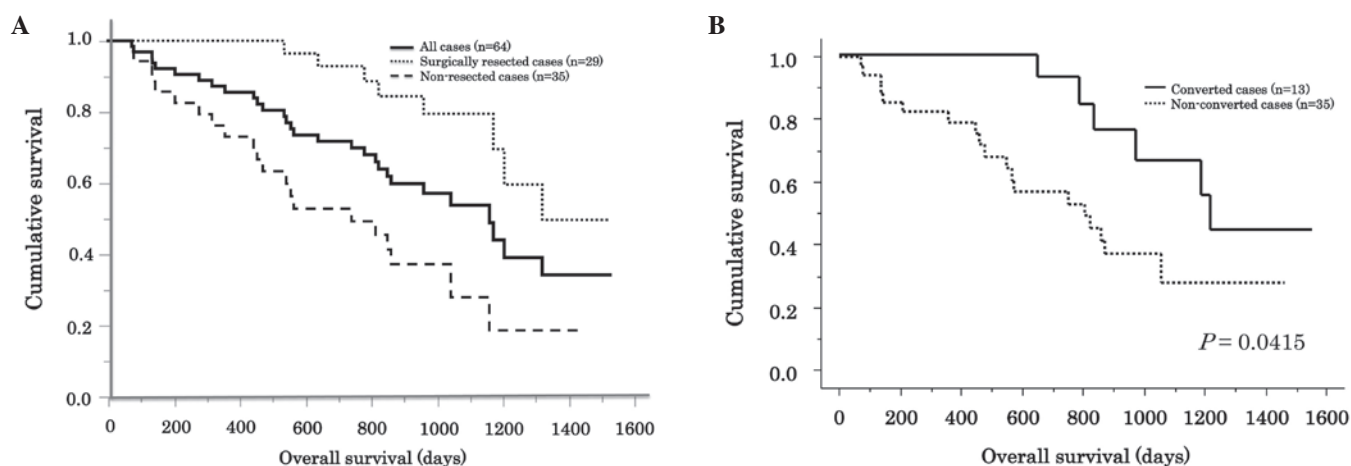 A
Cumulative survival
1.0
0.8
0.6
0.4
0.2
0.0
All cases (n=64)
Surgically resected cases (n=29)
Non-resected cases (n=35)
0 200 400 600 800 1000 1200 1400 1600
Overall survival (days)
B
Cumulative survival
1.0
0.8
0.6
0.4
0.2
0.0
Converted cases (n=13)
Non-converted cases (n=35)
P = 0.0415
0 200 400 600 800 1000 1200 1400 1600
Overall survival (days)